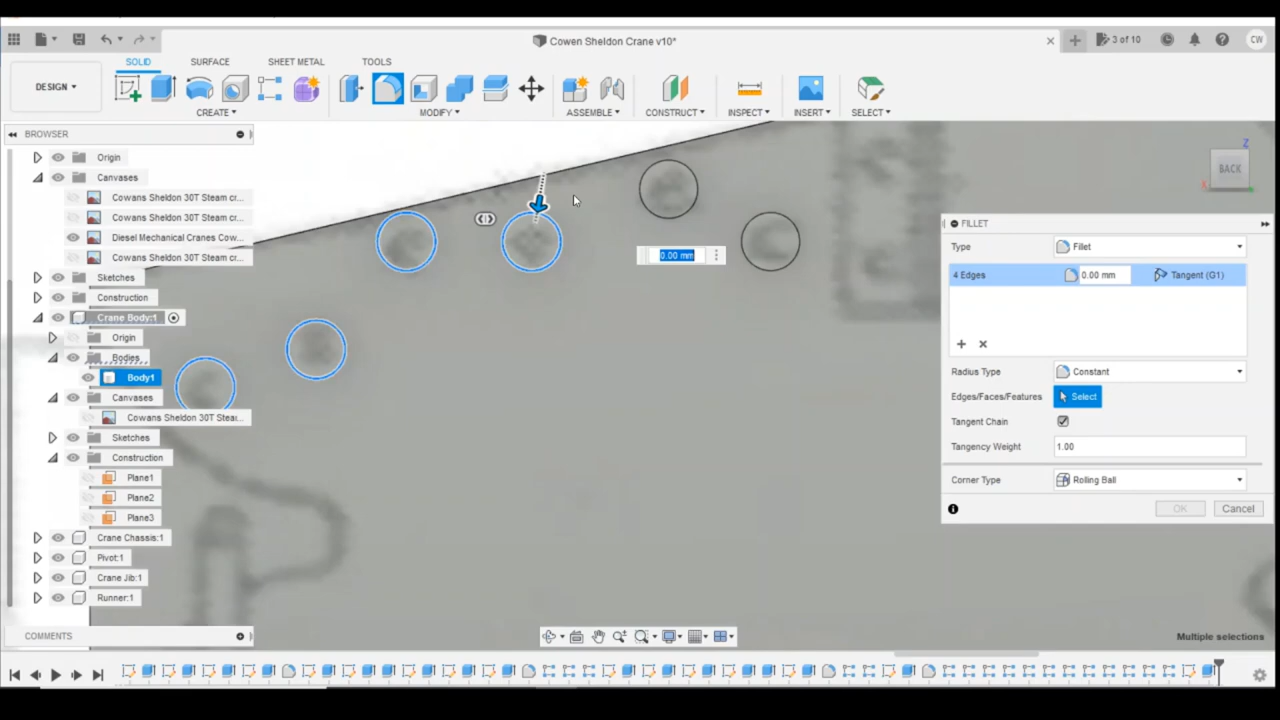 Cowen Sheldon Crane v10*
3 of 10
CW
DESIGN
SOLID
SURFACE
SHEET METAL
TOOLS
CREATE
MODIFY
ASSEMBLE
CONSTRUCT
INSPECT
INSERT
SELECT
BROWSER
Origin
Canvases
Cowans Sheldon 30T Steam cr...
Cowans Sheldon 30T Steam cr...
Diesel Mechanical Cranes Cow...
Cowans Sheldon 30T Steam cr...
Sketches
Construction
Crane Body:1
Origin
Bodies
Body1
Canvases
Cowans Sheldon 30T Stear...
Sketches
Construction
Plane1
Plane2
Plane3
Crane Chassis:1
Pivot:1
Crane Jib:1
Runner:1
COMMENTS
0.00 mm
Z
BACK
X
FILLET
Type
Fillet
4 Edges
0.00 mm
Tangent (G1)
Radius Type
Constant
Edges/Faces/Features
Select
Tangent Chain
Tangency Weight
1.00
Corner Type
Rolling Ball
OK
Cancel
Multiple selections